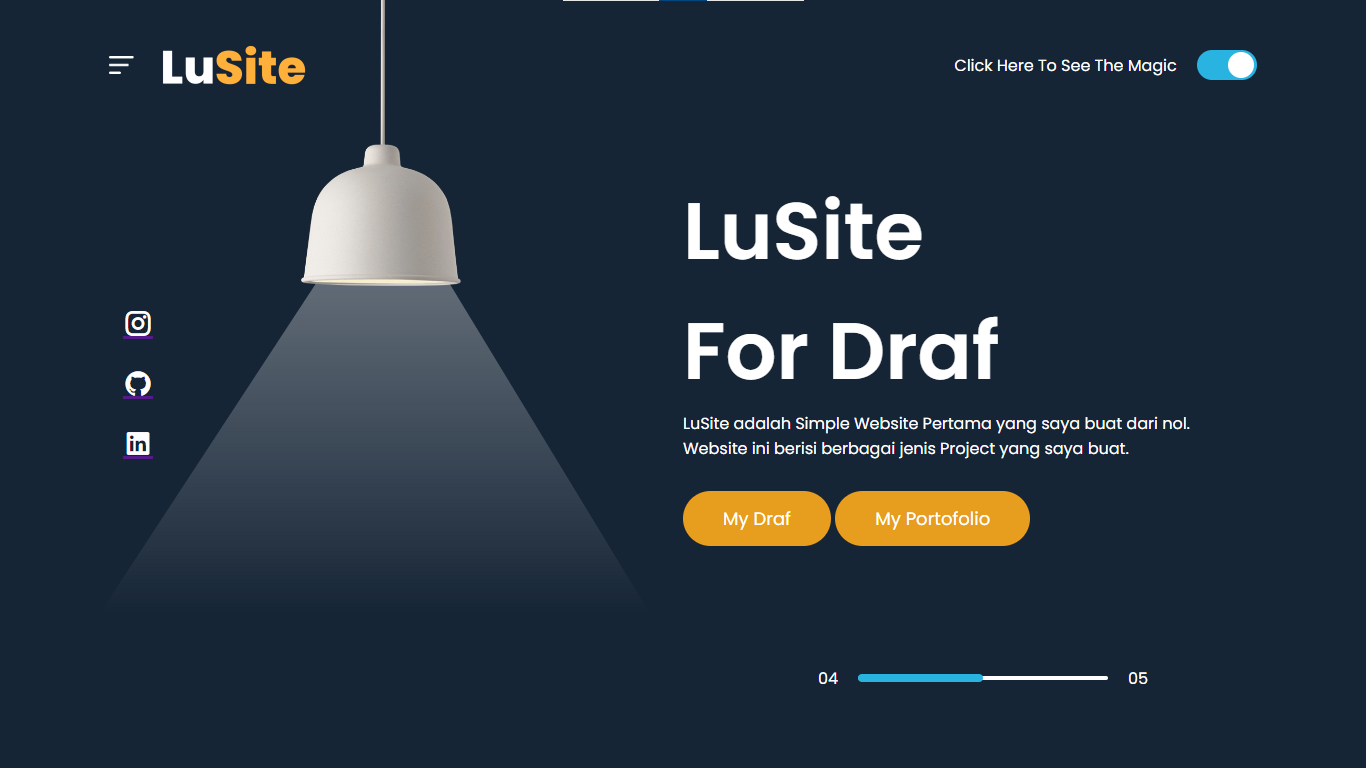 LuSite
Click Here To See The Magic
LuSite
For Draf
LuSite adalah Simple Website Pertama yang saya buat dari nol.
Website ini berisi berbagai jenis Project yang saya buat.
My Draf
My Portofolio
04
05